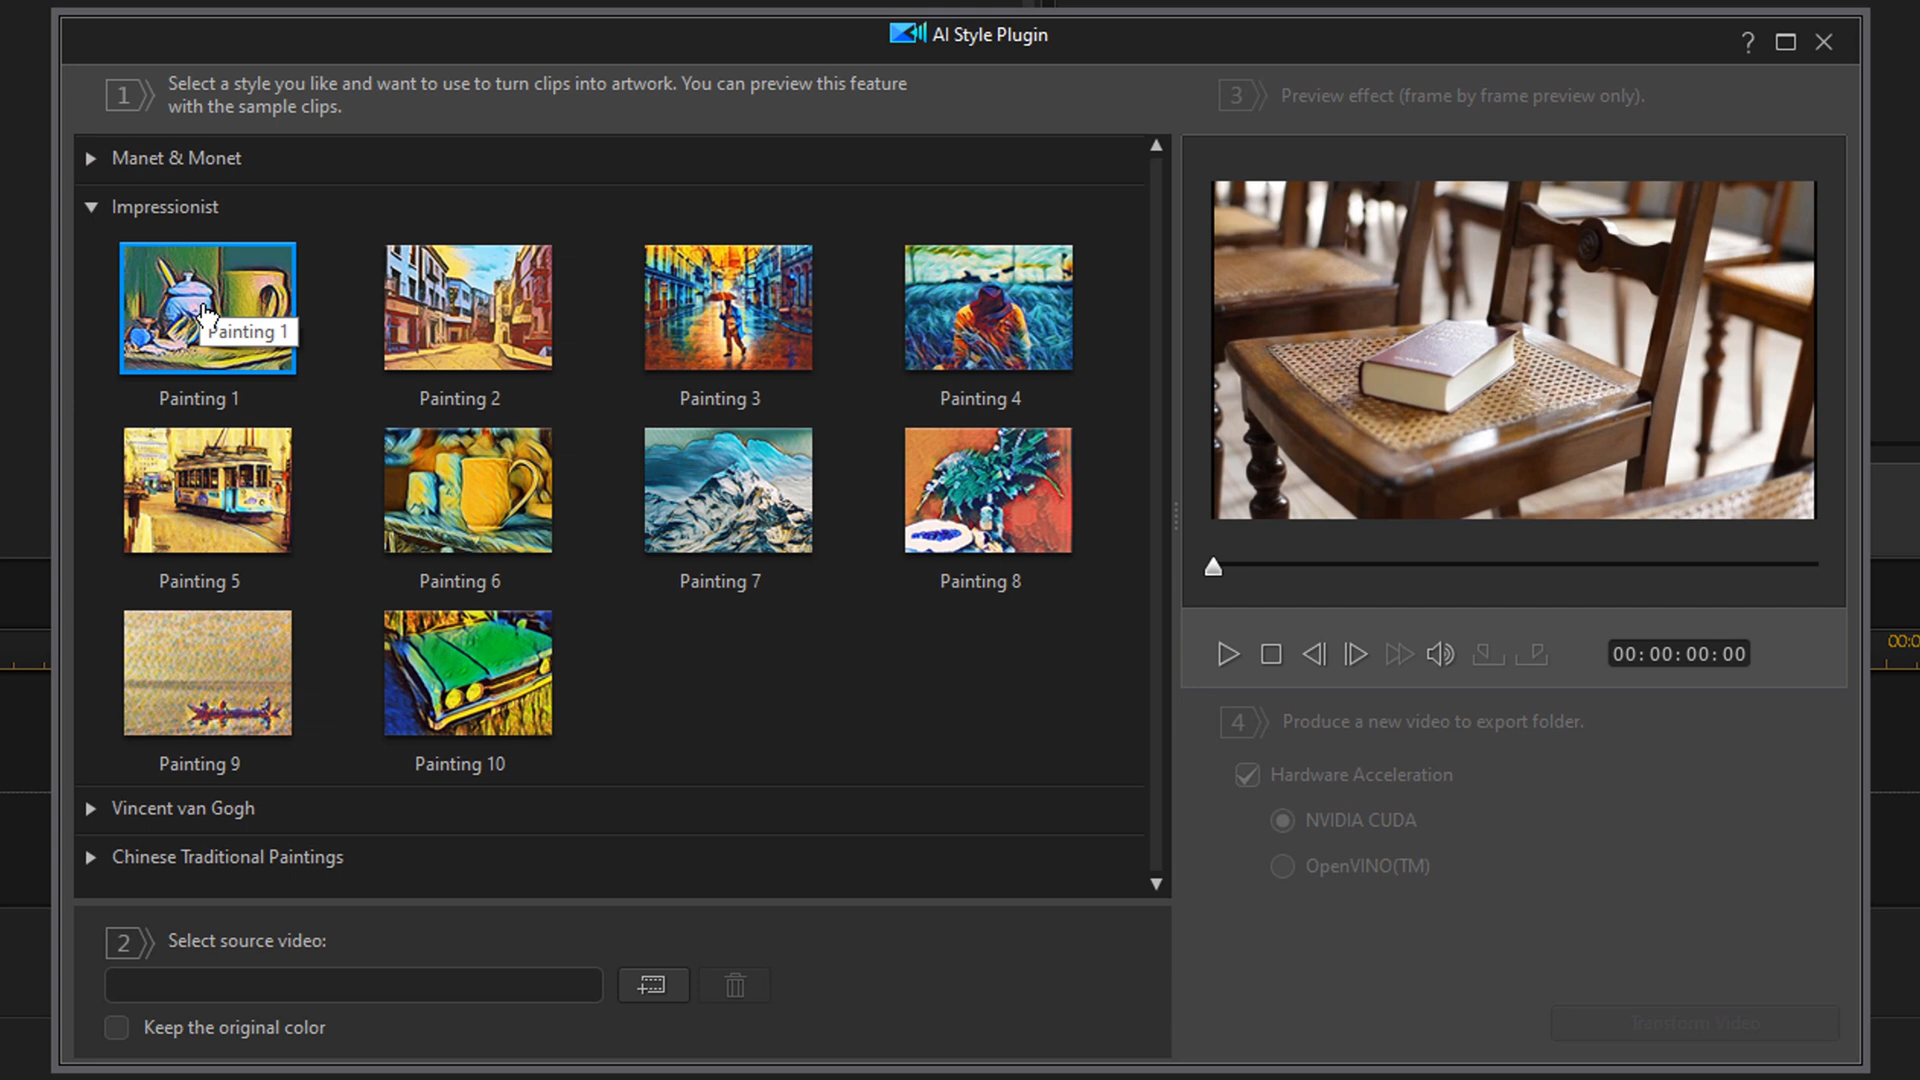 AI Style Plugin
?
1
Select a style you like and want to use to turn clips into artwork. You can preview this feature
with the sample clips.
3
Preview effect (frame by frame preview only).
Manet & Monet
Impressionist
Painting 1
Painting 1
Painting 2
Painting 3
Painting 4
Painting 5
Painting 6
Painting 7
Painting 8
Painting 9
Painting 10
Vincent van Gogh
Chinese Traditional Paintings
2
Select source video:
Keep the original color
00:00:00:00
4
Produce a new video to export folder.
Hardware Acceleration
NVIDIA CUDA
OpenVINO(TM)
Transform Video
00:0